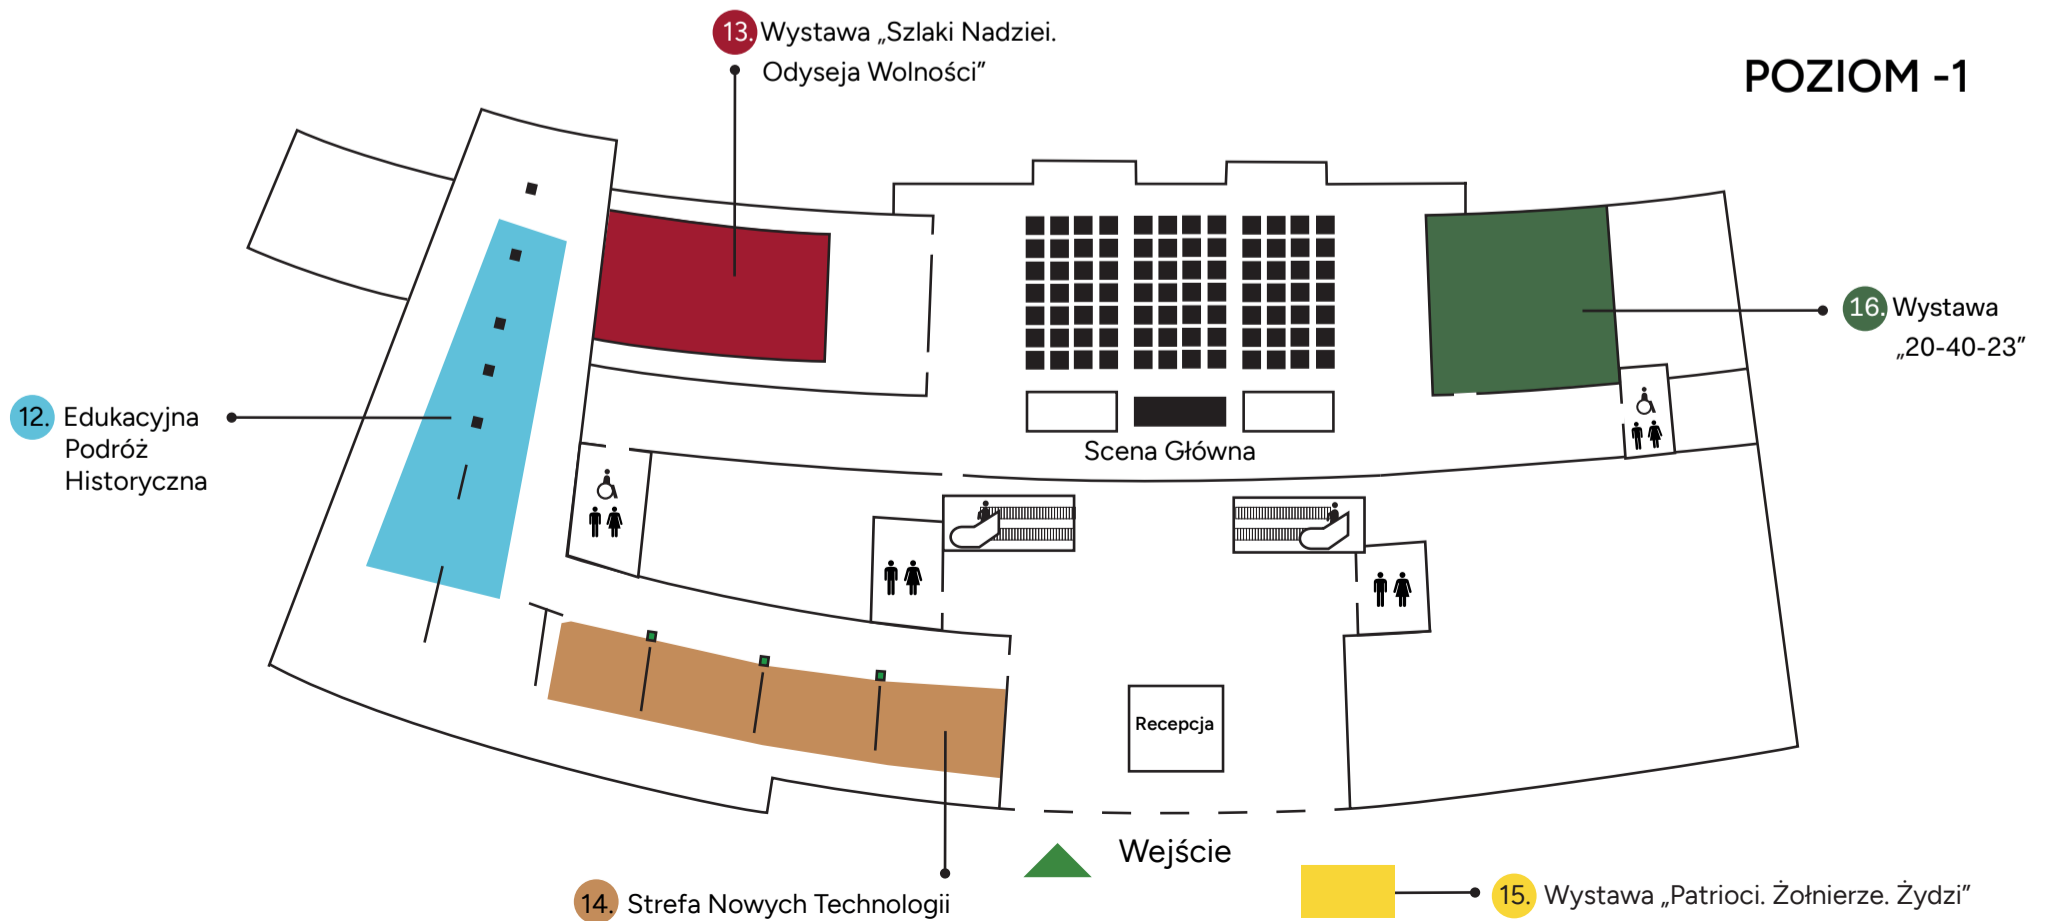 13. Wystawa „Szlaki Nadziei.
Odyseja Wolności”
POZIOM -1
16. Wystawa
„20-40-23”
12. Edukacyjna
Podróż
Historyczna
Scena Główna
Recepcja
Wejście
14. Strefa Nowych Technologii
15. Wystawa „Patrioci. Żołnierze. Żydzi”